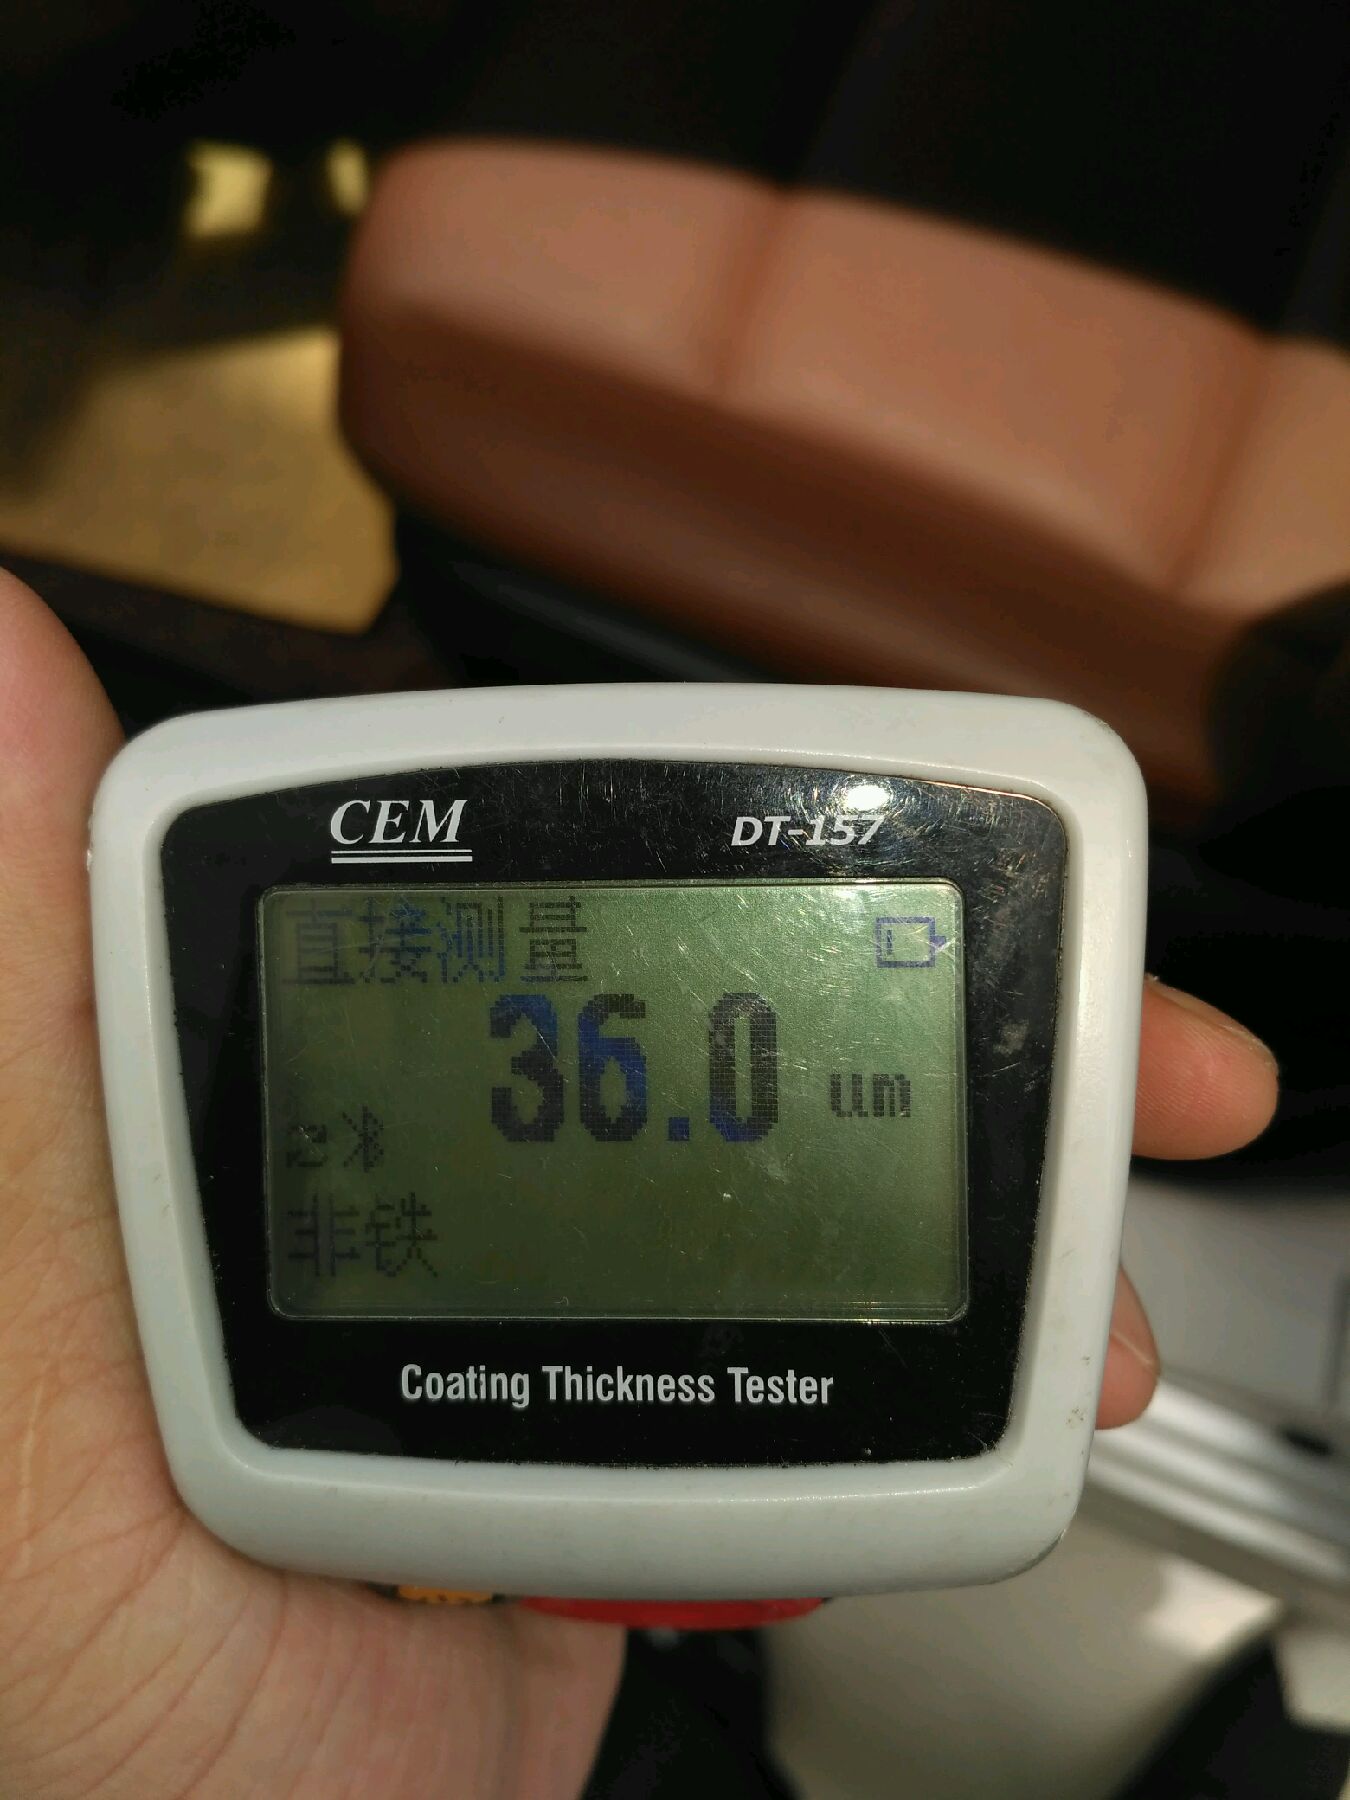 CEM
DT-157
直接测量
36.0 um
非铁
Coating Thickness Tester